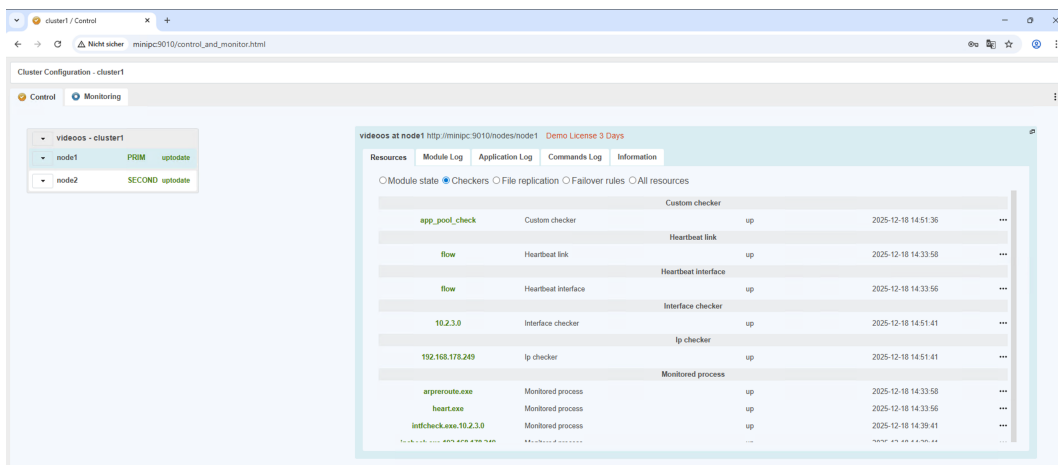 cluster1 / Control
Nicht sicher minipc:9010/control_and_monitor.html
Cluster Configuration - cluster1
Control Monitoring
videoos - cluster1
node1 PRIM uptodate
node2 SECOND uptodate
videoos at node1 http://minipc:9010/nodes/node1 Demo License 3 Days
Resources Module Log Application Log Commands Log Information
Module state Checkers File replication Failover rules All resources
Custom checker
app_pool_check Custom checker up 2025-12-18 14:51:36
Heartbeat link
flow Heartbeat link up 2025-12-18 14:33:58
Heartbeat interface
flow Heartbeat interface up 2025-12-18 14:33:56
Interface checker
10.2.3.0 Interface checker up 2025-12-18 14:51:41
Ip checker
192.168.178.249 Ip checker up 2025-12-18 14:51:41
Monitored process
arpreroute.exe Monitored process up 2025-12-18 14:33:58
heart.exe Monitored process up 2025-12-18 14:33:56
intfcheck.exe.10.2.3.0 Monitored process up 2025-12-18 14:39:41